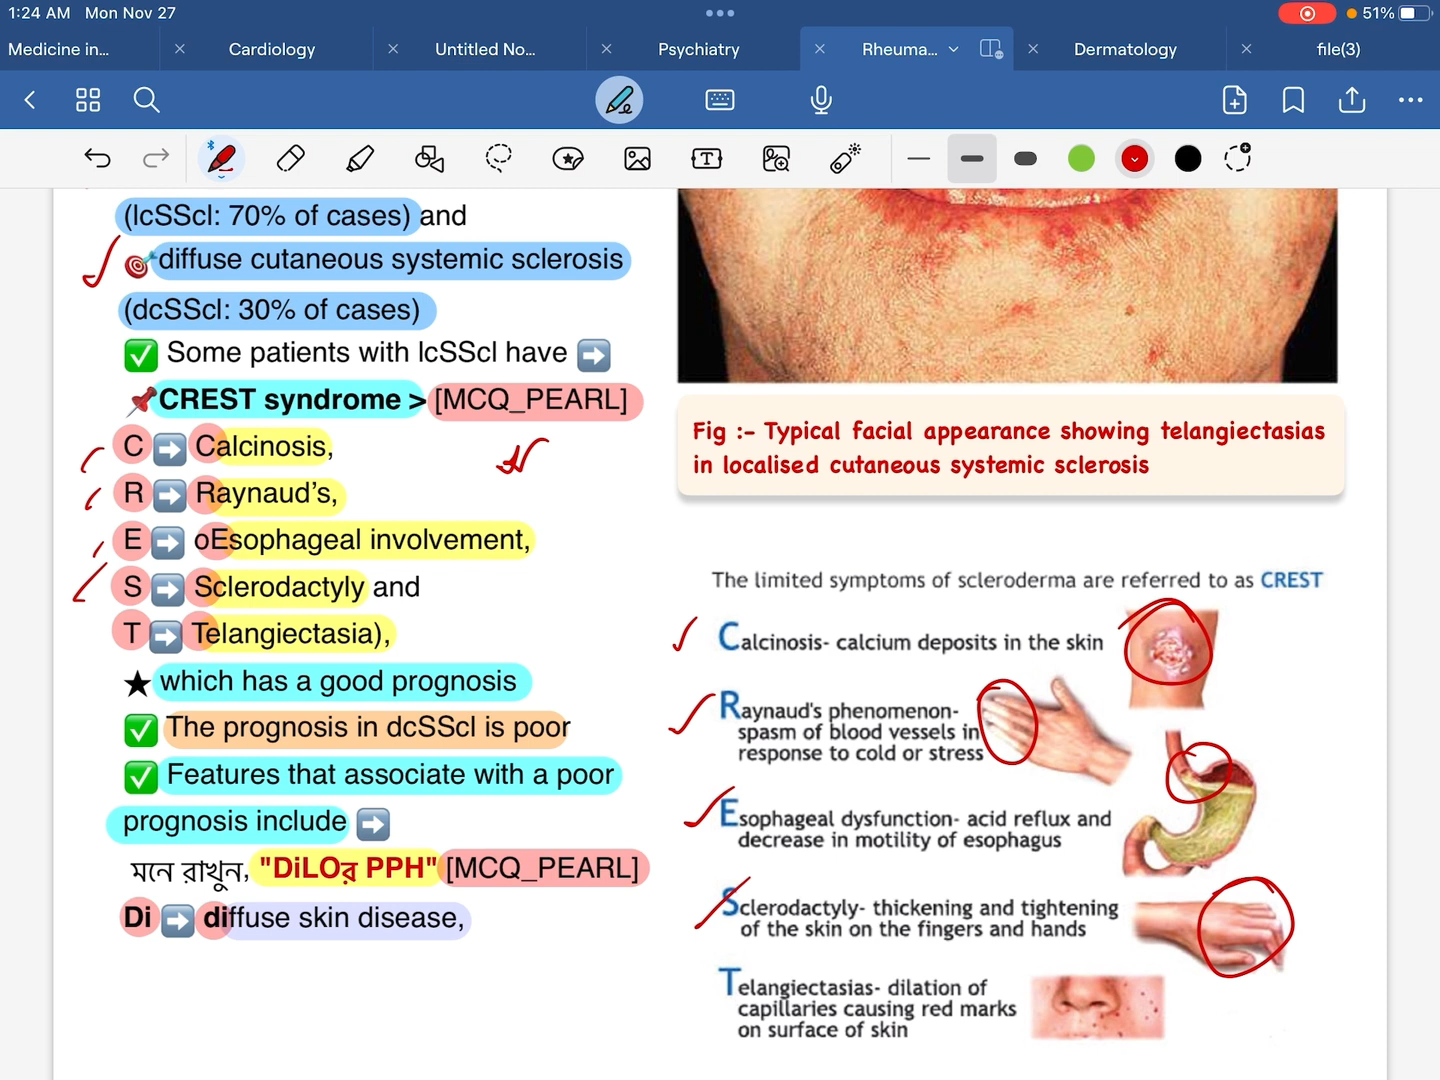 1:24 AM Mon Nov 27
51%
Medicine in...
Cardiology
Untitled No...
Psychiatry
Rheuma...
Dermatology
file(3)
(lcSScl: 70% of cases) and
diffuse cutaneous systemic sclerosis
(dcSScl: 30% of cases)
✅ Some patients with lcSScl have ➡️
📌CREST syndrome > [MCQ_PEARL]
C ➡️ Calcinosis,
R ➡️ Raynaud’s,
E ➡️ oEsophageal involvement,
S ➡️ Sclerodactyly and
T ➡️ Telangiectasia),
★ which has a good prognosis
✅ The prognosis in dcSScl is poor
✅ Features that associate with a poor
prognosis include ➡️
মনে রাখুন, "DiLOর PPH" [MCQ_PEARL]
Di ➡️ diffuse skin disease,
Fig :- Typical facial appearance showing telangiectasias
in localised cutaneous systemic sclerosis
The limited symptoms of scleroderma are referred to as CREST
Calcinosis- calcium deposits in the skin
Raynaud's phenomenon-
spasm of blood vessels in
response to cold or stress
Esophageal dysfunction- acid reflux and
decrease in motility of esophagus
Sclerodactyly- thickening and tightening
of the skin on the fingers and hands
Telangiectasias- dilation of
capillaries causing red marks
on surface of skin